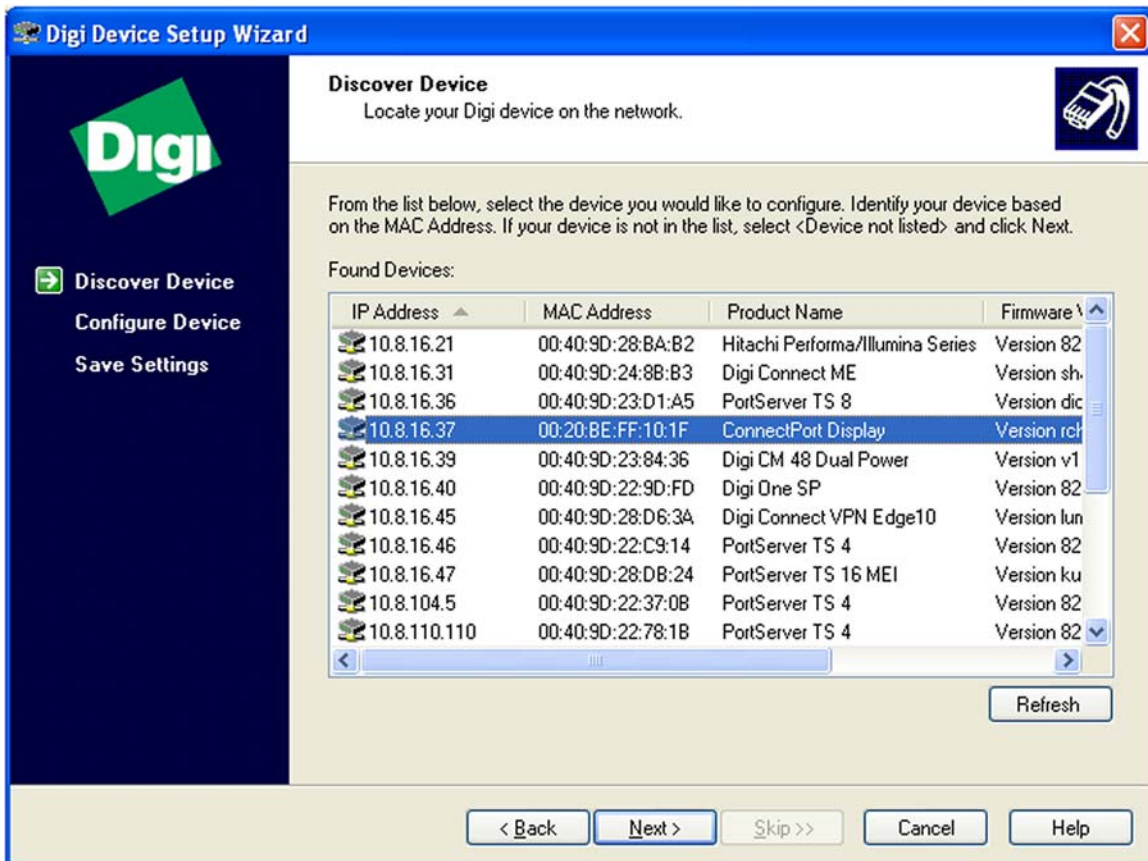 Digi Device Setup Wizard
Digi
Discover Device
Configure Device
Save Settings
Discover Device
Locate your Digi device on the network.
From the list below, select the device you would like to configure. Identify your device based
on the MAC Address. If your device is not in the list, select <Device not listed> and click Next.
Found Devices:
IP Address MAC Address Product Name Firmware
10.8.16.21 00:40:9D:28:BA:B2 Hitachi Performa/Illumina Series Version 82
10.8.16.31 00:40:9D:24:8B:B3 Digi Connect ME Version sh
10.8.16.36 00:40:9D:23:D1:A5 PortServer TS 8 Version dic
10.8.16.37 00:20:BE:FF:10:1F ConnectPort Display Version rch
10.8.16.39 00:40:9D:23:84:36 Digi CM 48 Dual Power Version v1
10.8.16.40 00:40:9D:22:9D:FD Digi One SP Version 82
10.8.16.45 00:40:9D:28:D6:3A Digi Connect VPN Edge10 Version lun
10.8.16.46 00:40:9D:22:C9:14 PortServer TS 4 Version 82
10.8.16.47 00:40:9D:28:DB:24 PortServer TS 16 MEI Version ku
10.8.104.5 00:40:9D:22:37:0B PortServer TS 4 Version 82
10.8.110.110 00:40:9D:22:78:1B PortServer TS 4 Version 82
Refresh
< Back Next > Skip >> Cancel Help